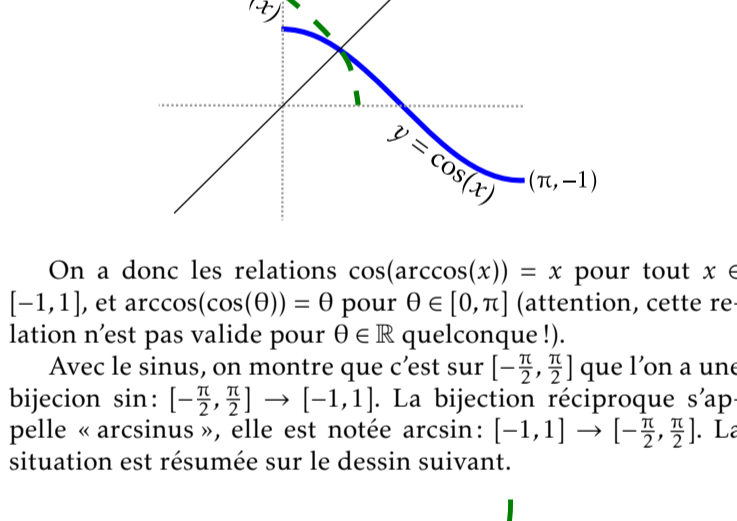 x)
y = cos(x)
(π,−1)
On a donc les relations cos(arccos(x)) = x pour tout x ∈
[−1,1], et arccos(cos(θ)) = θ pour θ ∈ [0,π] (attention, cette re-
lation n'est pas valide pour θ ∈ ℝ quelconque !).
Avec le sinus, on montre que c'est sur [−π/2, π/2] que l'on a une
bijecion sin: [−π/2, π/2] → [−1,1]. La bijection réciproque s'ap-
pelle « arcsinus », elle est notée arcsin: [−1,1] → [−π/2, π/2]. La
situation est résumée sur le dessin suivant.